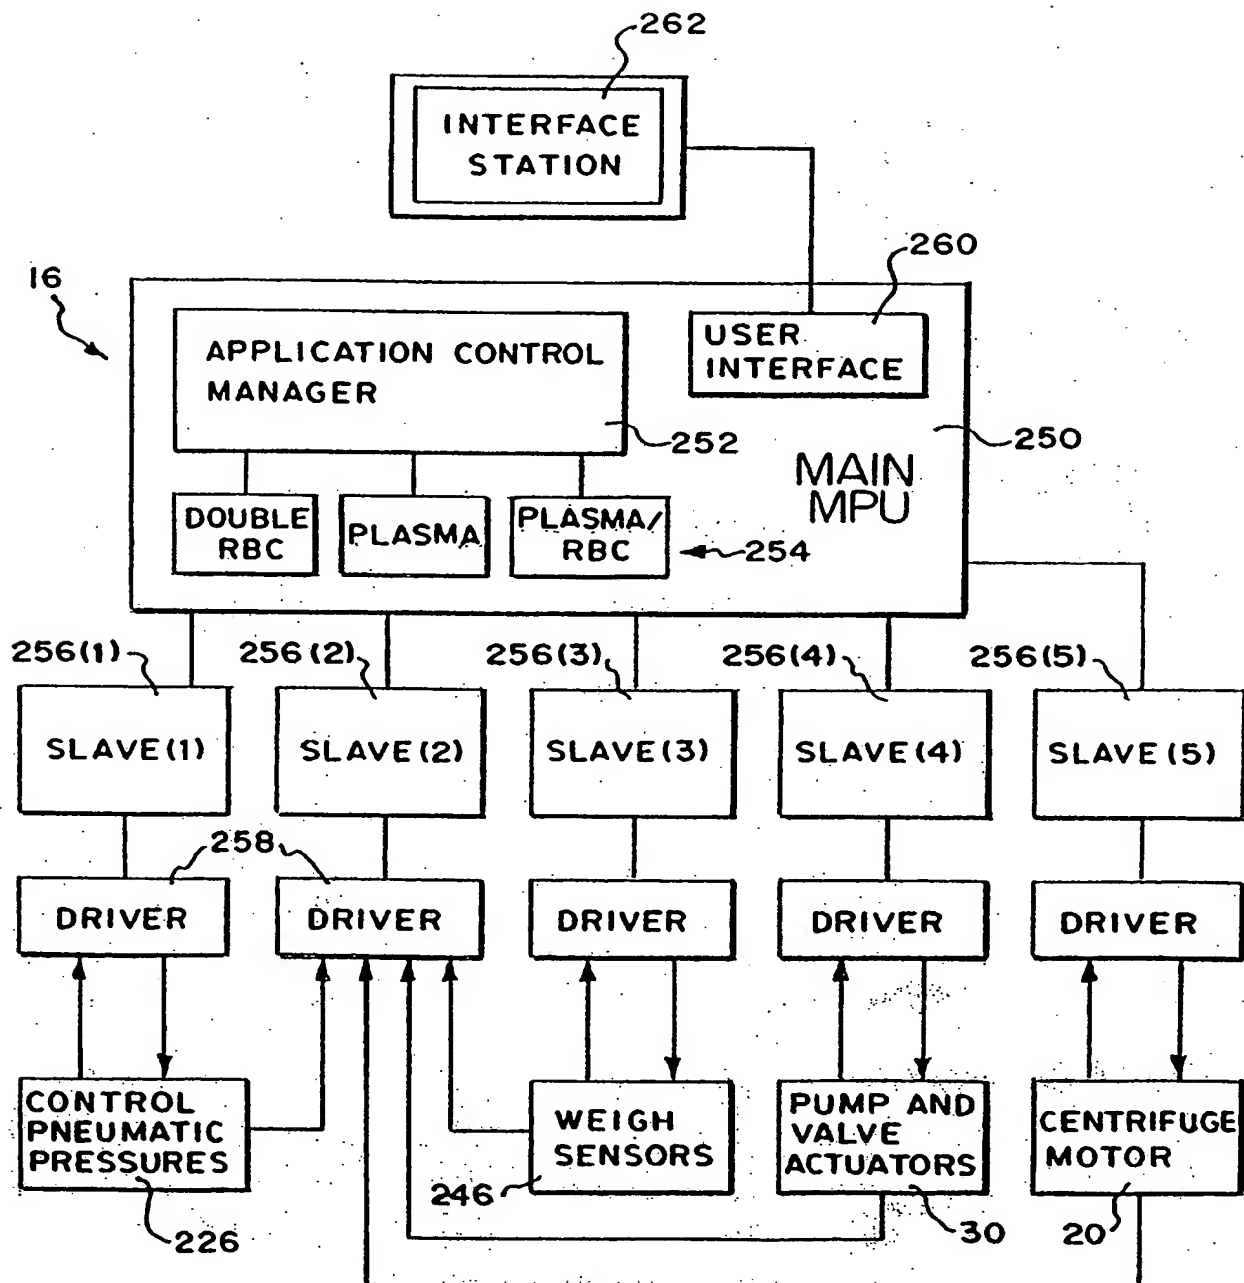 262
INTERFACE
STATION
260
16
APPLICATION CONTROL
MANAGER
USER
INTERFACE
252
250
MAIN
MPU
DOUBLE
RBC
PLASMA
PLASMA/
RBC
254
256(1)
256(2)
256(3)
256(4)
256(5)
SLAVE(1)
SLAVE(2)
SLAVE(3)
SLAVE(4)
SLAVE(5)
258
DRIVER
DRIVER
DRIVER
DRIVER
DRIVER
CONTROL
PNEUMATIC
PRESSURES
WEIGH
SENSORS
PUMP AND
VALVE
ACTUATORS
CENTRIFUGE
MOTOR
226
246
30
20